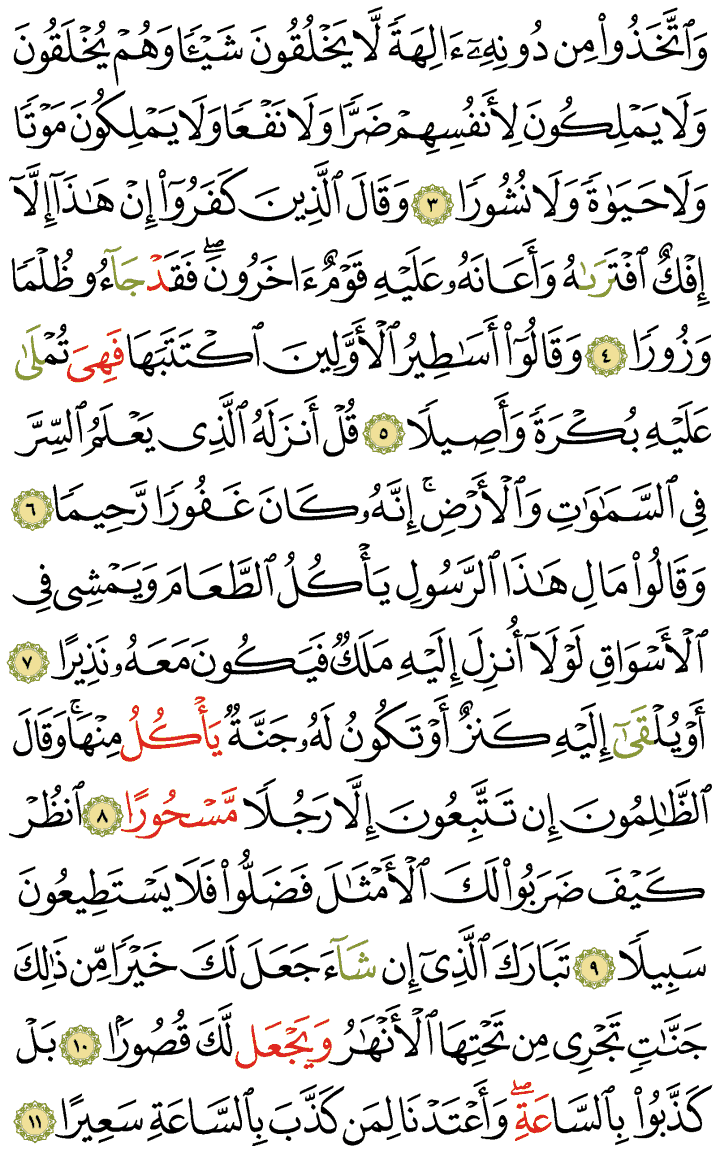 وَٱتَّخَذُوا۟ مِن دُونِهِۦٓ ءَالِهَةٗ لَّا يَخۡلُقُونَ شَيۡـٔٗا وَهُمۡ يُخۡلَقُونَ
وَلَا يَمۡلِكُونَ لِأَنفُسِهِمۡ ضَرّٗا وَلَا نَفۡعٗا وَلَا يَمۡلِكُونَ مَوۡتٗا
وَلَا حَيَوٰةٗ وَلَا نُشُورٗا ٣ وَقَالَ ٱلَّذِينَ كَفَرُوٓا۟ إِنۡ هَٰذَآ إِلَّآ
إِفۡكٌ ٱفۡتَرَىٰهُ وَأَعَانَهُۥ عَلَيۡهِ قَوۡمٌ ءَاخَرُونَۖ فَقَدۡ جَآءُو ظُلۡمٗا
وَزُورٗا ٤ وَقَالُوٓا۟ أَسَٰطِيرُ ٱلۡأَوَّلِينَ ٱكۡتَتَبَهَا فَهِيَ تُمۡلَىٰ
عَلَيۡهِ بُكۡرَةٗ وَأَصِيلٗا ٥ قُلۡ أَنزَلَهُ ٱلَّذِي يَعۡلَمُ ٱلسِّرَّ
فِي ٱلسَّمَٰوَٰتِ وَٱلۡأَرۡضِۚ إِنَّهُۥ كَانَ غَفُورٗا رَّحِيمٗا ٦
وَقَالُوا۟ مَالِ هَٰذَا ٱلرَّسُولِ يَأۡكُلُ ٱلطَّعَامَ وَيَمۡشِي فِي
ٱلۡأَسۡوَاقِ لَوۡلَآ أُنزِلَ إِلَيۡهِ مَلَكٞ فَيَكُونَ مَعَهُۥ نَذِيرًا ٧
أَوۡ يُلۡقَىٰٓ إِلَيۡهِ كَنزٌ أَوۡ تَكُونُ لَهُۥ جَنَّةٞ يَأۡكُلُ مِنۡهَاۚ وَقَالَ
ٱلظَّٰلِمُونَ إِن تَتَّبِعُونَ إِلَّا رَجُلٗا مَّسۡحُورًا ٨ ٱنظُرۡ
كَيۡفَ ضَرَبُوا۟ لَكَ ٱلۡأَمۡثَٰلَ فَضَلُّوا۟ فَلَا يَسۡتَطِيعُونَ
سَبِيلٗا ٩ تَبَارَكَ ٱلَّذِيٓ إِن شَآءَ جَعَلَ لَكَ خَيۡرٗا مِّن ذَٰلِكَ
جَنَّٰتٖ تَجۡرِي مِن تَحۡتِهَا ٱلۡأَنۡهَٰرُ وَيَجۡعَل لَّكَ قُصُورَۢا ١٠ بَلۡ
كَذَّبُوا۟ بِٱلسَّاعَةِۖ وَأَعۡتَدۡنَا لِمَن كَذَّبَ بِٱلسَّاعَةِ سَعِيرًا ١١